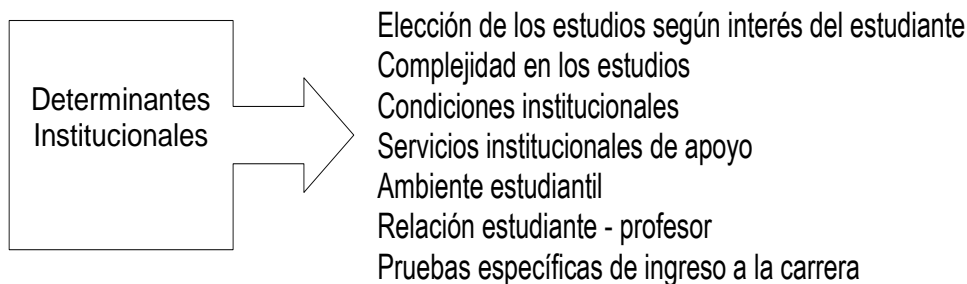 Determinantes
Institucionales
Elección de los estudios según interés del estudiante
Complejidad en los estudios
Condiciones institucionales
Servicios institucionales de apoyo
Ambiente estudiantil
Relación estudiante - profesor
Pruebas específicas de ingreso a la carrera